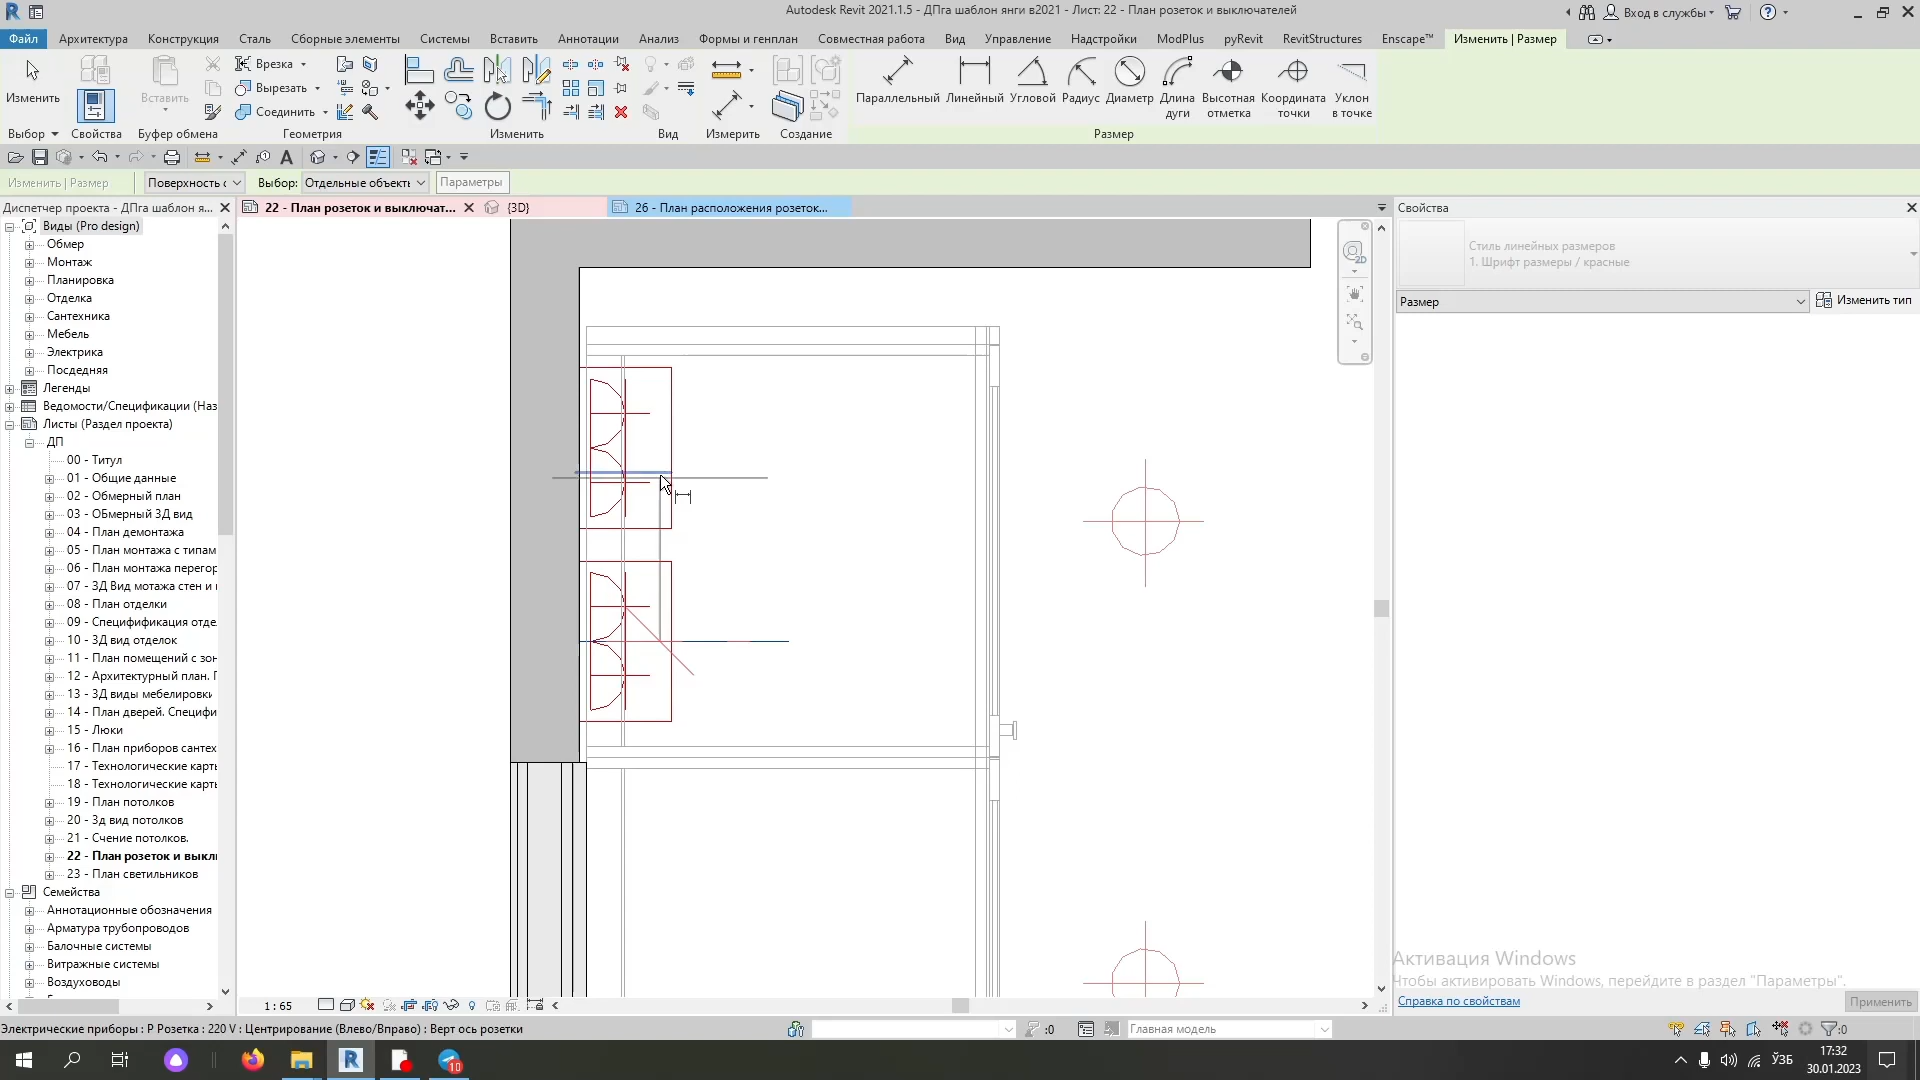 Autodesk Revit 2021.1.5 - ДПга шаблон янги в2021 - Лист: 22 - План розеток и выключателей
Вход в службы
Файл Архитектура Конструкция Сталь Сборные элементы Системы Вставить Аннотации Анализ Формы и генплан Совместная работа Вид Управление Надстройки ModPlus pyRevit RevitStructures Enscape™ Изменить | Размер
Изменить
Вставить
Врезка
Вырезать
Соединить
Параллельный Линейный Угловой Радиус Диаметр Длина дуги Высотная отметка Координата точки Уклон в точке
Выбор Свойства Буфер обмена Геометрия Изменить Вид Измерить Создание Размер
Изменить | Размер Поверхность с Выбор: Отдельные объекты Параметры
Диспетчер проекта - ДПга шаблон я...
22 - План розеток и выключат...
{3D}
26 - План расположения розеток...
Свойства
Виды (Pro design)
Обмер
Монтаж
Планировка
Отделка
Сантехника
Мебель
Электрика
Посдедняя
Легенды
Ведомости/Спецификации (Наз
Листы (Раздел проекта)
ДП
00 - Титул
01 - Общие данные
02 - Обмерный план
03 - ОБмерный 3Д вид
04 - План демонтажа
05 - План монтажа с типам
06 - План монтажа перегор
07 - 3Д Вид мотажа стен и
08 - План отделки
09 - Специфификация отде
10 - 3Д вид отделок
11 - План помещений с зон
12 - Архитектурный план. Г
13 - 3Д виды мебелировки
14 - План дверей. Специфи
15 - Люки
16 - План приборов сантех
17 - Технологические карть
18 - Технологические карть
19 - План потолков
20 - 3д вид потолков
21 - Счение потолков.
22 - План розеток и выкл
23 - План светильников
Семейства
Аннотационные обозначения
Арматура трубопроводов
Балочные системы
Витражные системы
Воздуховоды
2D
Стиль линейных размеров
1. Шрифт размеры / красные
Размер
Изменить тип
Активация Windows
Чтобы активировать Windows, перейдите в раздел "Параметры".
Справка по свойствам
Применить
1 : 65
Электрические приборы : Р Розетка : 220 V : Центрирование (Влево/Вправо) : Верт ось розетки
:0
Главная модель
:0
10
ЎЗБ
17:32
30.01.2023